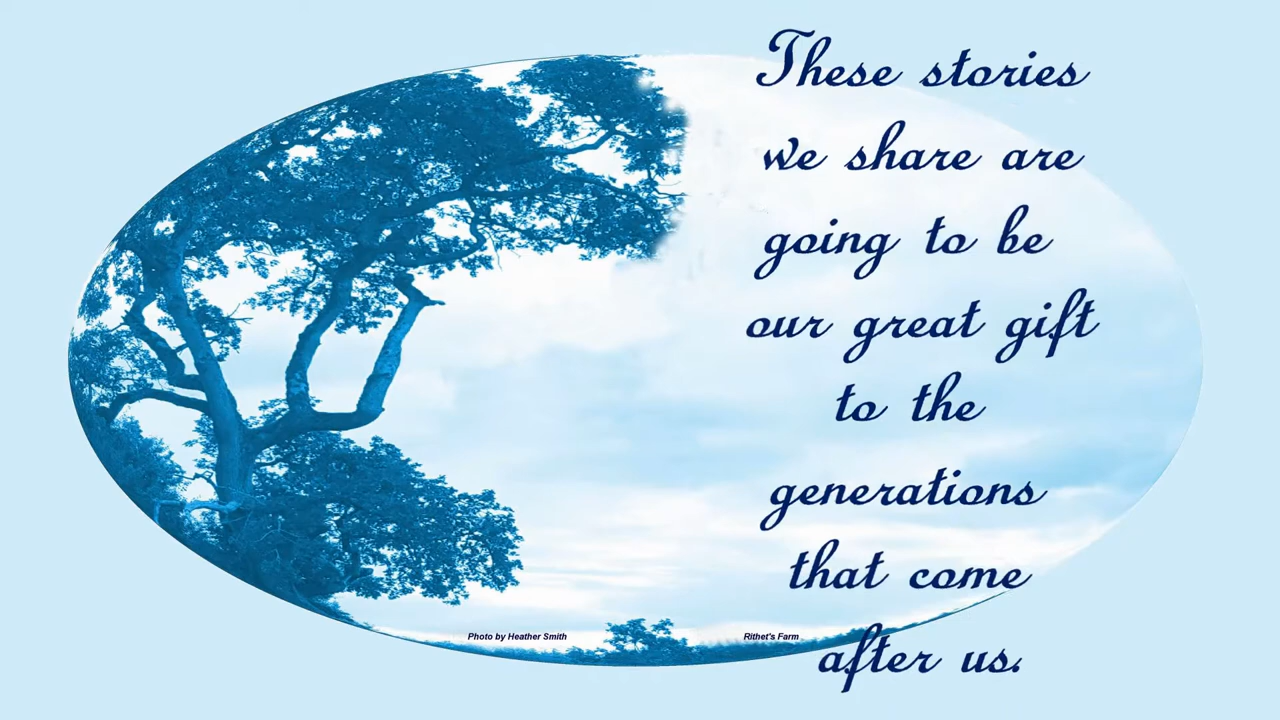 These stories
we share are
going to be
our great gift
to the
generations
that come
after us.
Photo by Heather Smith
Rithet's Farm